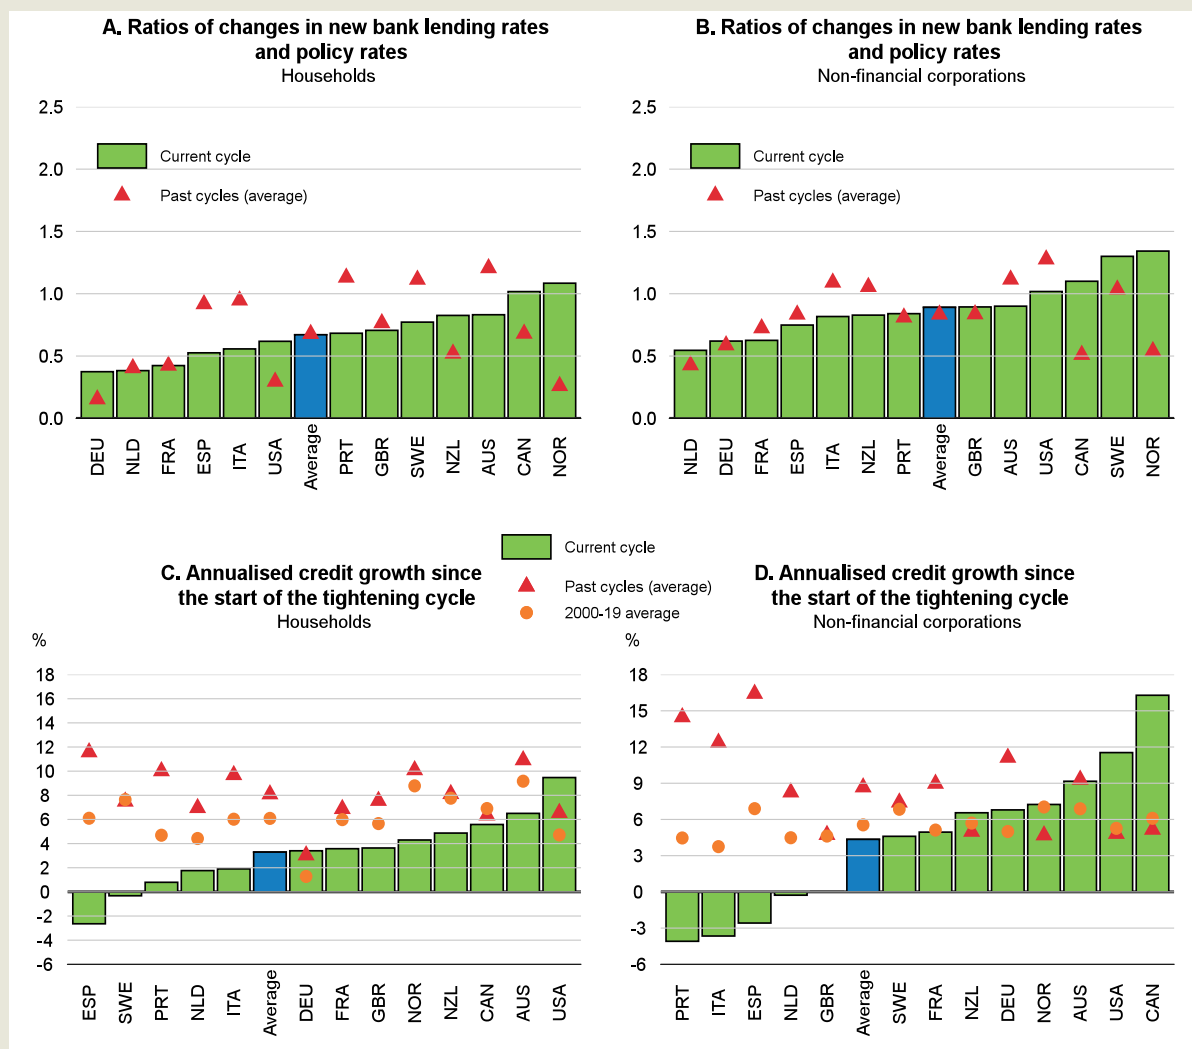 A. Ratios of changes in new bank lending rates
and policy rates
Households
2.5
2.0
1.5
1.0
0.5
0.0
Current cycle
Past cycles (average)
DEU
NLD
FRA
ESP
ITA
USA
Average
PRT
GBR
SWE
NZL
AUS
CAN
NOR
B. Ratios of changes in new bank lending rates
and policy rates
Non-financial corporations
2.5
2.0
1.5
1.0
0.5
0.0
Current cycle
Past cycles (average)
NLD
DEU
FRA
ESP
ITA
NZL
PRT
Average
GBR
AUS
USA
CAN
SWE
NOR
Current cycle
Past cycles (average)
2000-19 average
C. Annualised credit growth since
the start of the tightening cycle
Households
%
18
16
14
12
10
8
6
4
2
0
-2
-4
-6
ESP
SWE
PRT
NLD
ITA
Average
DEU
FRA
GBR
NOR
NZL
CAN
AUS
USA
D. Annualised credit growth since
the start of the tightening cycle
Non-financial corporations
%
18
15
12
9
6
3
0
-3
-6
PRT
ITA
ESP
NLD
GBR
Average
SWE
FRA
NZL
DEU
NOR
AUS
USA
CAN